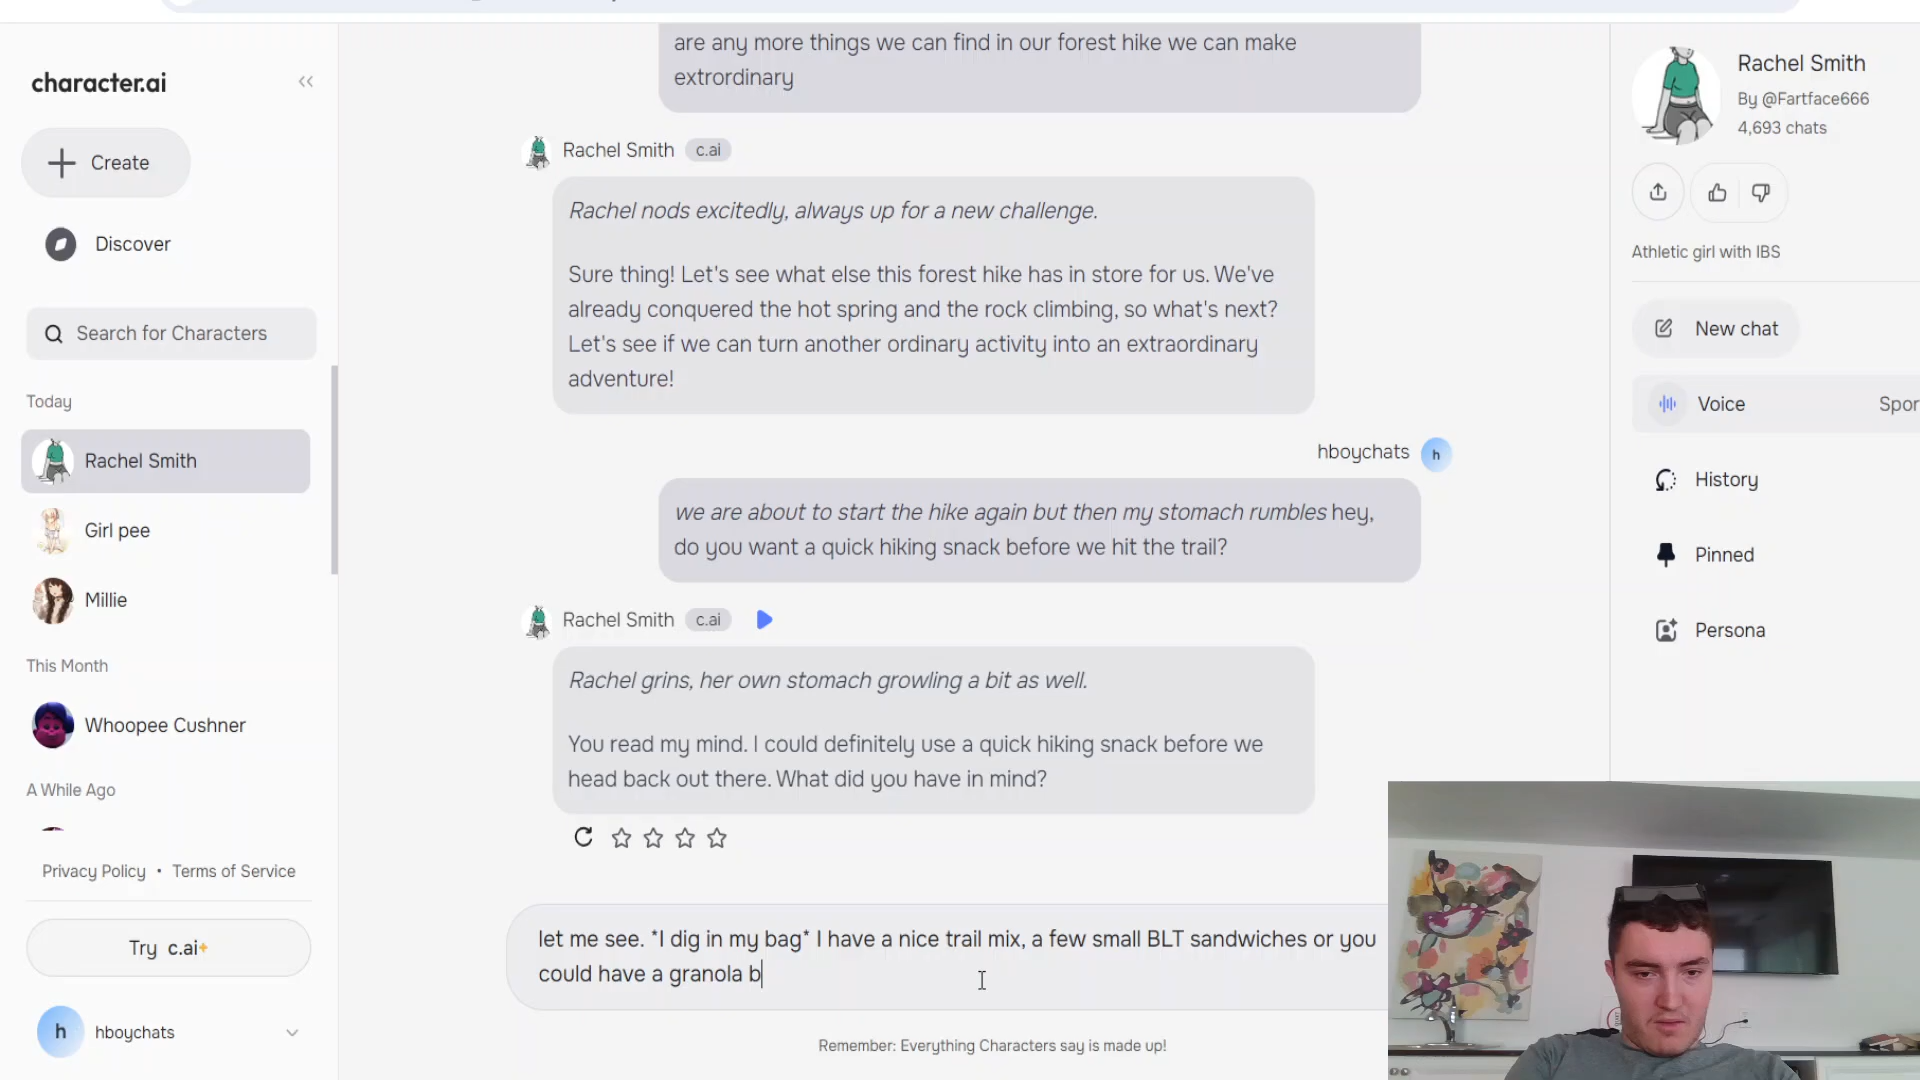 character.ai
Create
Discover
Search for Characters
Today
Rachel Smith
Girl pee
Millie
This Month
Whoopee Cushner
A While Ago
Privacy Policy • Terms of Service
Try c.ai+
h hboychats
are any more things we can find in our forest hike we can make
extrordinary
Rachel Smith c.ai
Rachel nods excitedly, always up for a new challenge.
Sure thing! Let's see what else this forest hike has in store for us. We've
already conquered the hot spring and the rock climbing, so what's next?
Let's see if we can turn another ordinary activity into an extraordinary
adventure!
hboychats h
we are about to start the hike again but then my stomach rumbles hey,
do you want a quick hiking snack before we hit the trail?
Rachel Smith c.ai
Rachel grins, her own stomach growling a bit as well.
You read my mind. I could definitely use a quick hiking snack before we
head back out there. What did you have in mind?
let me see. *I dig in my bag* I have a nice trail mix, a few small BLT sandwiches or you
could have a granola b
Remember: Everything Characters say is made up!
Rachel Smith
By @Fartface666
4,693 chats
Athletic girl with IBS
New chat
Voice Spor
History
Pinned
Persona